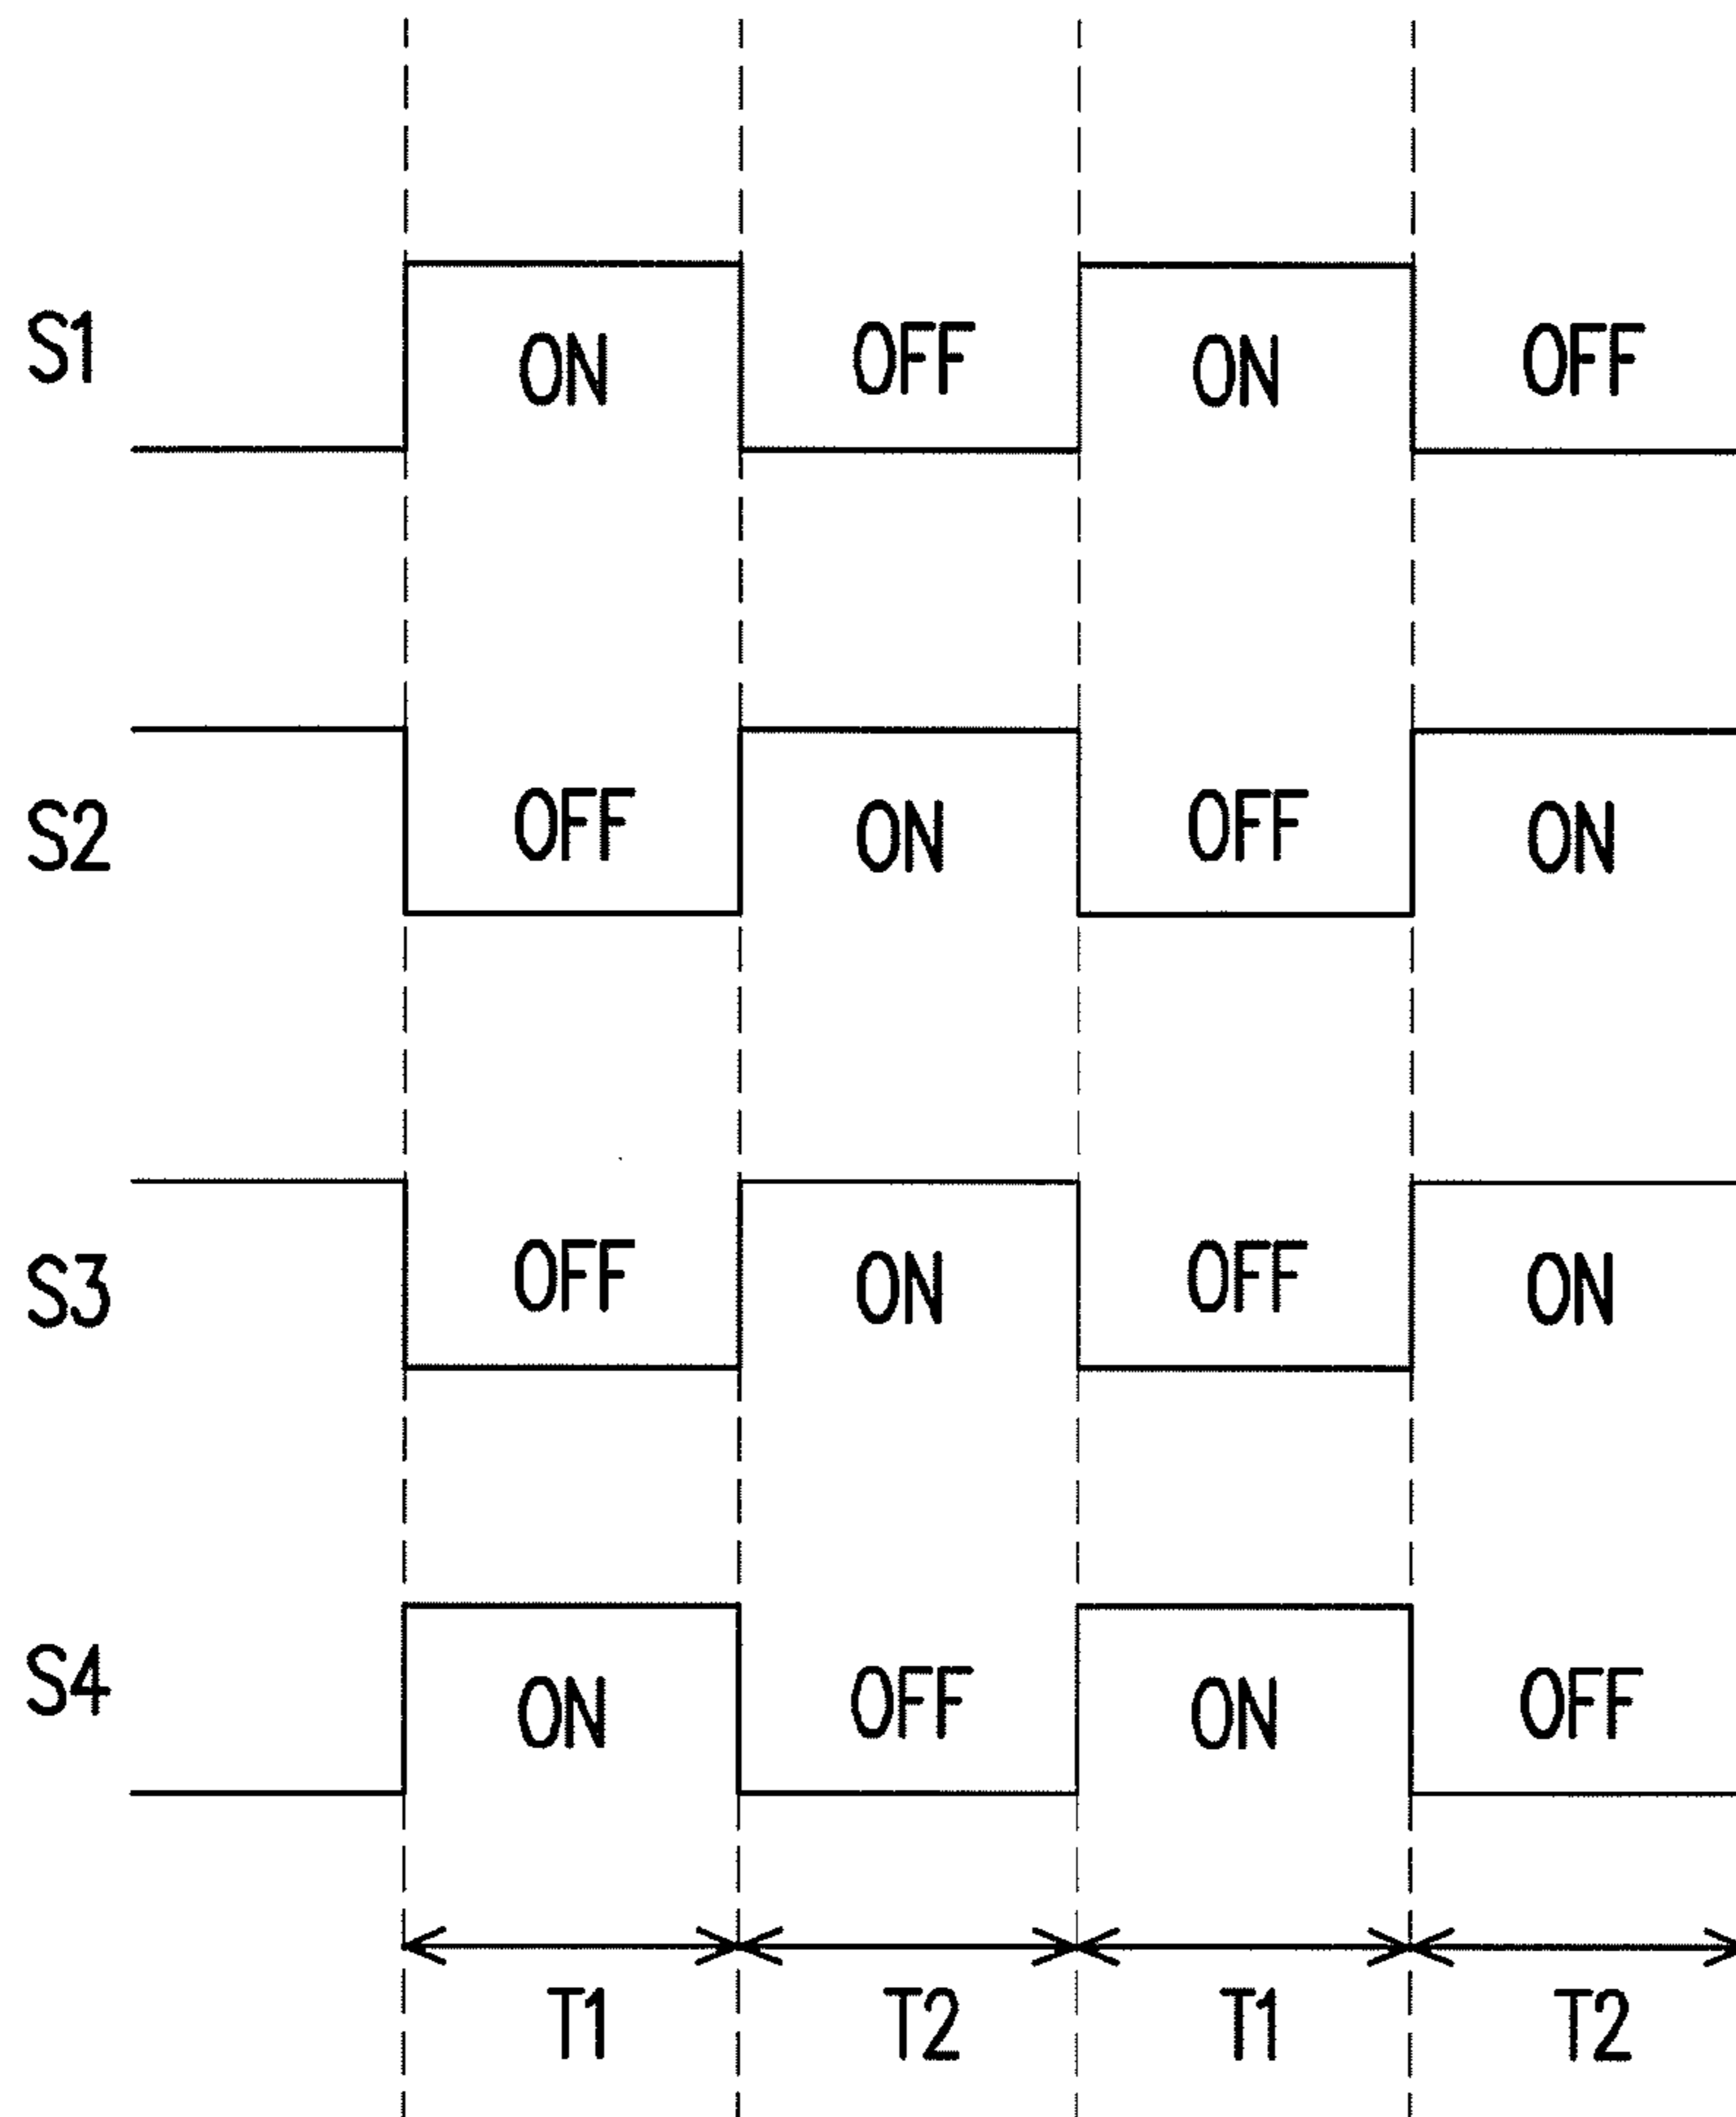 S1 ON OFF ON OFF
S2 OFF ON OFF ON
S3 OFF ON OFF ON
S4 ON OFF ON OFF
T1 T2 T1 T2